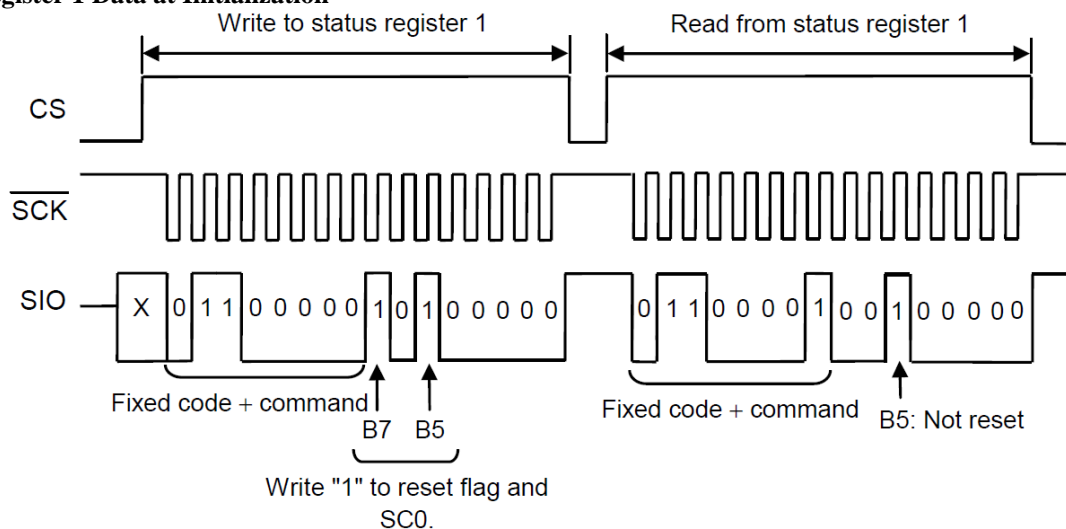 Write to status register 1
Read from status register 1
CS
SCK
SIO
X 0 1 1 0 0 0 0 0 1 0 1 0 0 0 0 0
0 1 1 0 0 0 0 1 0 0 1 0 0 0 0 0
Fixed code + command
B7 B5
Write "1" to reset flag and
SC0.
Fixed code + command
B5: Not reset